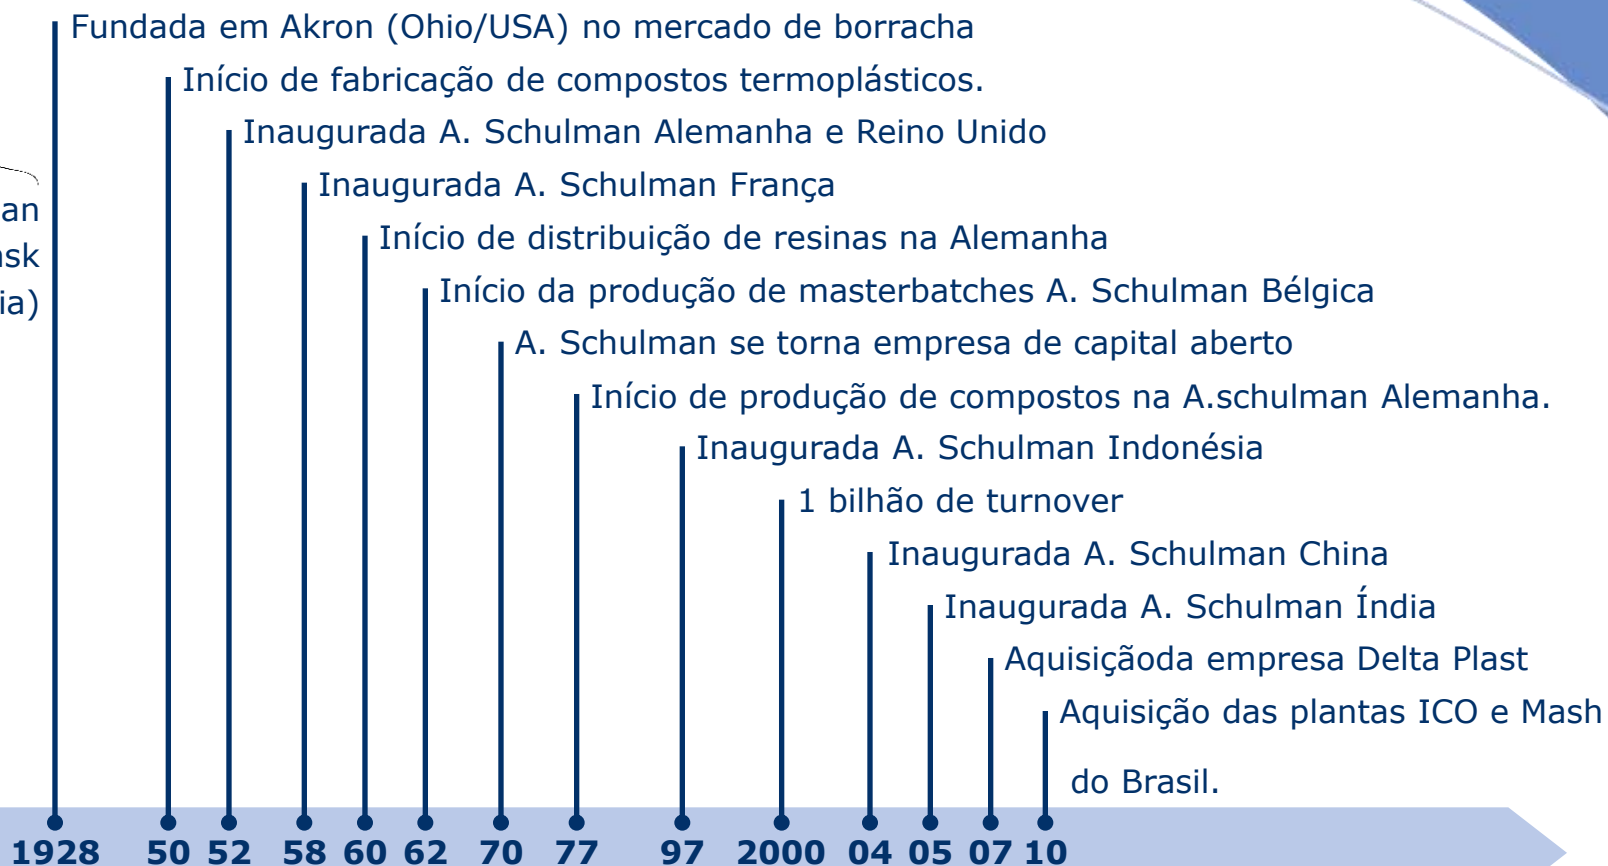 Fundada em Akron (Ohio/USA) no mercado de borracha
Início de fabricação de compostos termoplásticos.
Inaugurada A. Schulman Alemanha e Reino Unido
Inaugurada A. Schulman França
an
Início de distribuição de resinas na Alemanha
sk
Início da produção de masterbatches A. Schulman Bélgica
ia)
A. Schulman se torna empresa de capital aberto
Início de produção de compostos na A.schulman Alemanha.
Inaugurada A. Schulman Indonésia
1 bilhão de turnover
Inaugurada A. Schulman China
Inaugurada A. Schulman Índia
Aquisiçãoda empresa Delta Plast
Aquisição das plantas ICO e Mash
do Brasil.
1928 50 52 58 60 62 70 77 97 2000 04 05 07 10